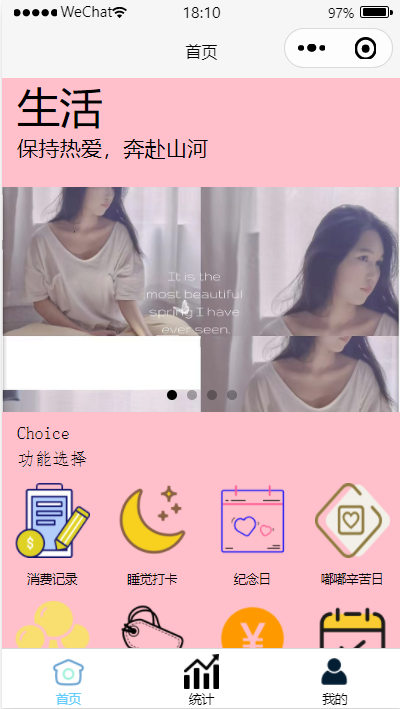 WeChat 18:10 97%
首页
生活
保持热爱，奔赴山河
It is the
most beautiful
spring I have
ever seen.
Choice
功能选择
消费记录 睡觉打卡 纪念日 嘟嘟辛苦日
首页 统计 我的